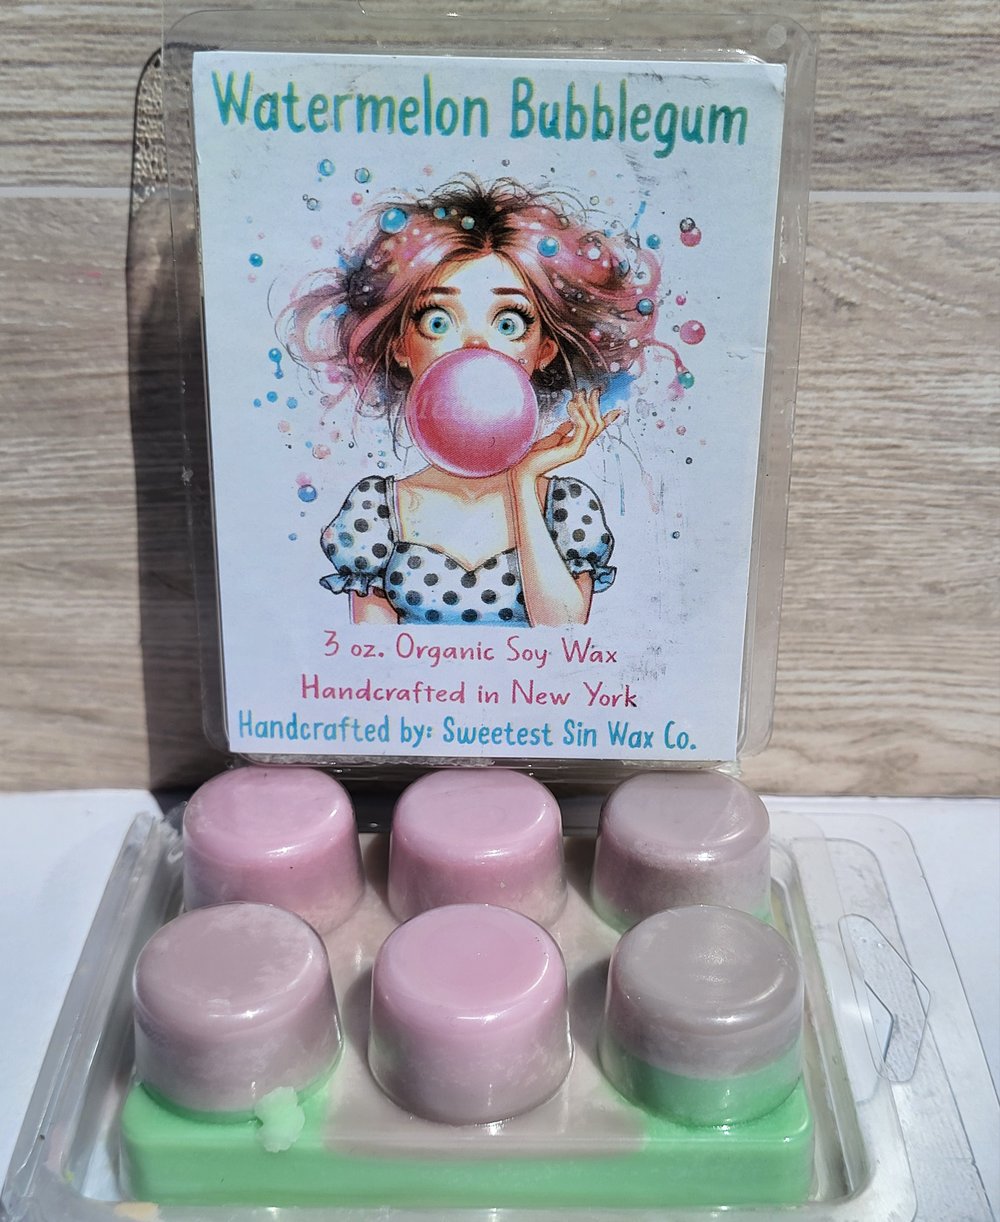 Watermelon Bubblegum
3 oz. Organic Soy Wax
Handcrafted in New York
Handcrafted by: Sweetest Sin Wax Co.